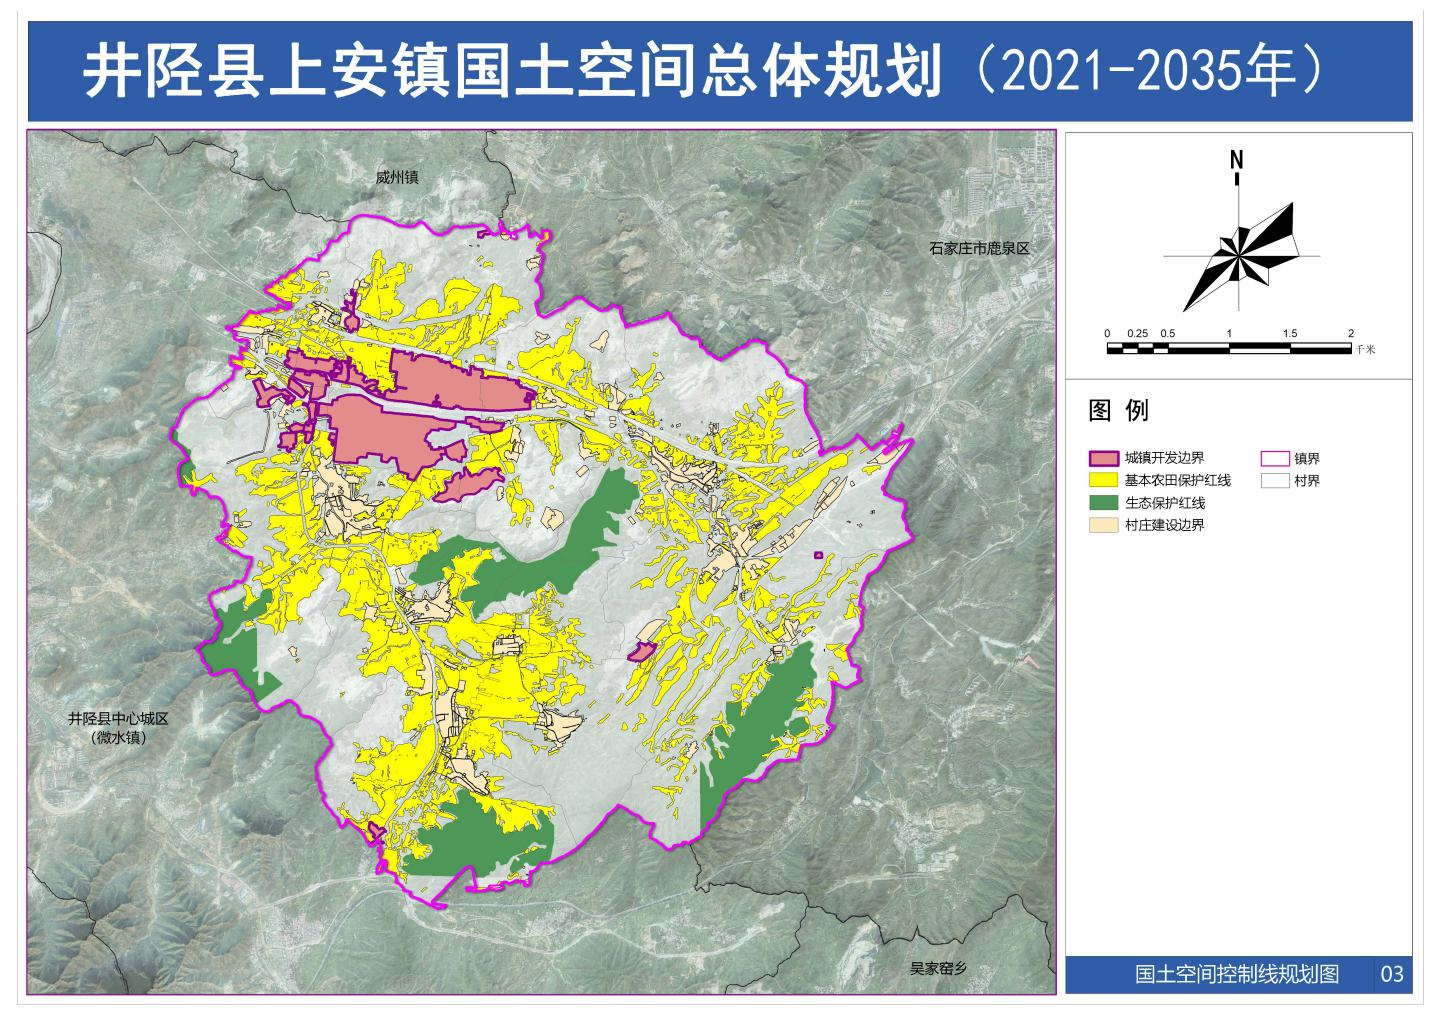 井陉县上安镇国土空间总体规划（2021-2035年）
威州镇
石家庄市鹿泉区
井陉县中心城区
（微水镇）
吴家窑乡
N
0 0.25 0.5 1 1.5 2
千米
图 例
城镇开发边界
镇界
基本农田保护红线
村界
生态保护红线
村庄建设边界
国土空间控制线规划图 03